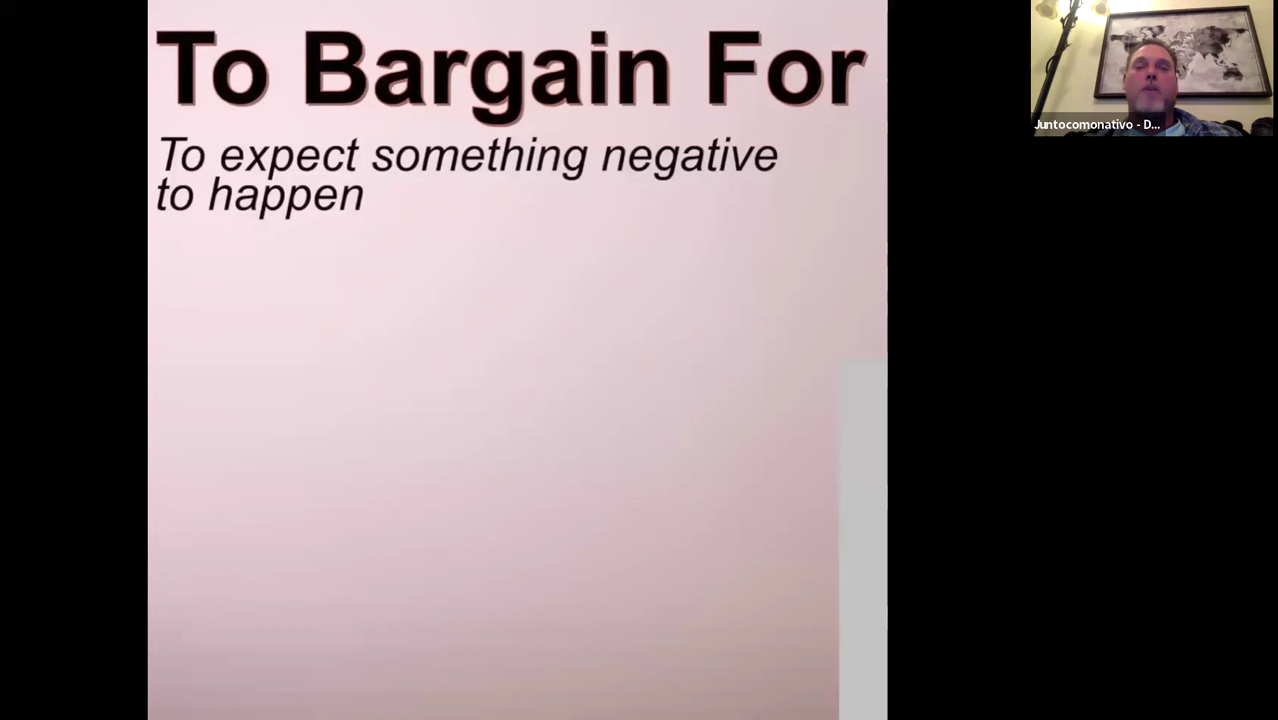 To Bargain For
To expect something negative
to happen
Juntocomonativo - D...